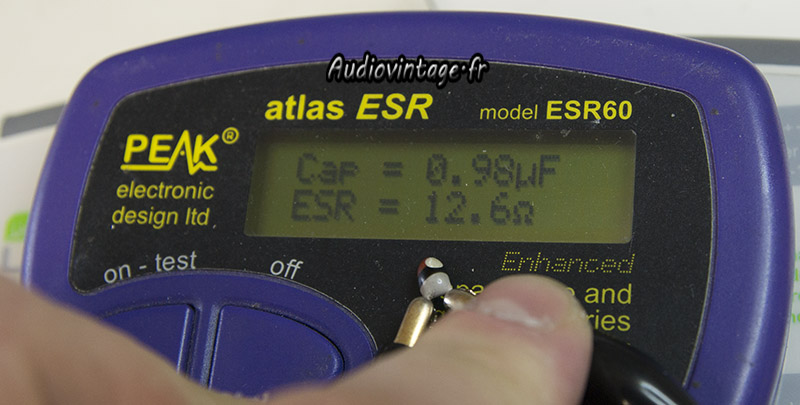 Audiovintage.fr
atlas ESR
model ESR60
PEAK®
electronic
design ltd
Cap = 0.98µF
ESR = 12.6Ω
on - test
off
Enhanced
and